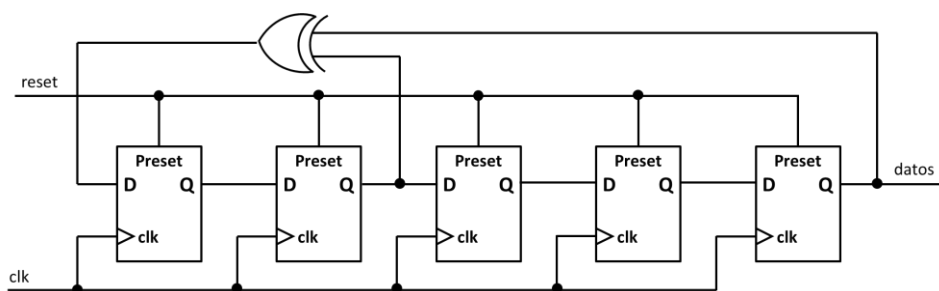 reset
Preset Preset Preset Preset Preset
D Q D Q D Q D Q D Q datos
clk clk clk clk clk
clk